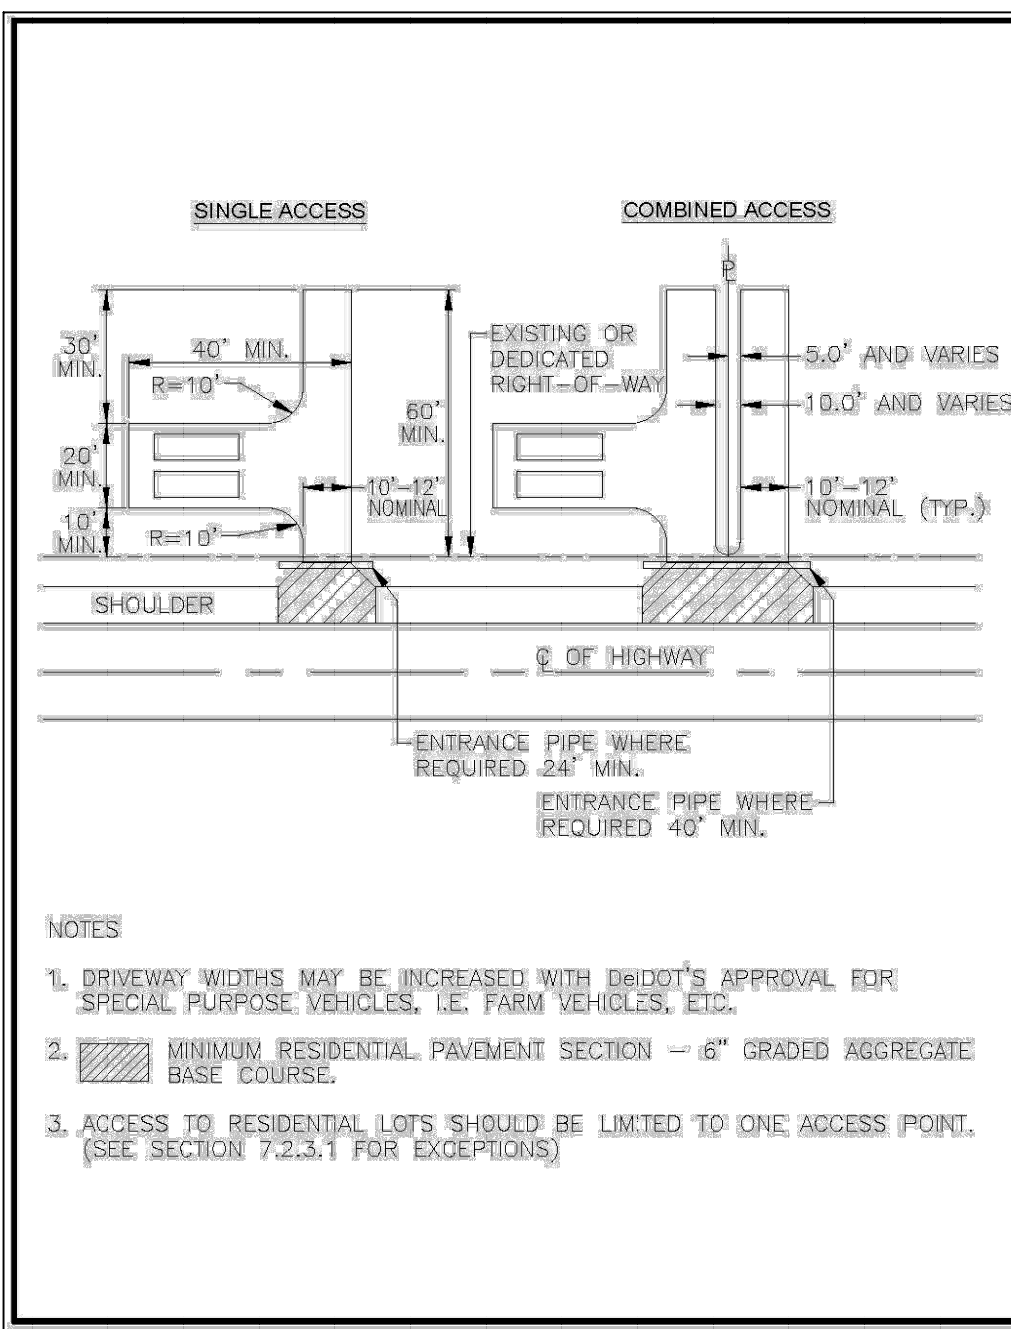 SINGLE ACCESS
COMBINED ACCESS
P
30'
MIN.
40' MIN.
R=10'
60'
MIN.
20'
MIN.
10'-12'
NOMINAL
10'
MIN.
R=10'
EXISTING OR
DEDICATED
RIGHT-OF-WAY
5.0' AND VARIES
10.0' AND VARIES
10'-12'
NOMINAL (TYP.)
SHOULDER
℄ OF HIGHWAY
ENTRANCE PIPE WHERE
REQUIRED 24' MIN.
ENTRANCE PIPE WHERE
REQUIRED 40' MIN.
NOTES
1. DRIVEWAY WIDTHS MAY BE INCREASED WITH DelDOT'S APPROVAL FOR
SPECIAL PURPOSE VEHICLES, I.E. FARM VEHICLES, ETC.
2. MINIMUM RESIDENTIAL PAVEMENT SECTION - 6" GRADED AGGREGATE
BASE COURSE.
3. ACCESS TO RESIDENTIAL LOTS SHOULD BE LIMITED TO ONE ACCESS POINT.
(SEE SECTION 7.2.3.1 FOR EXCEPTIONS)